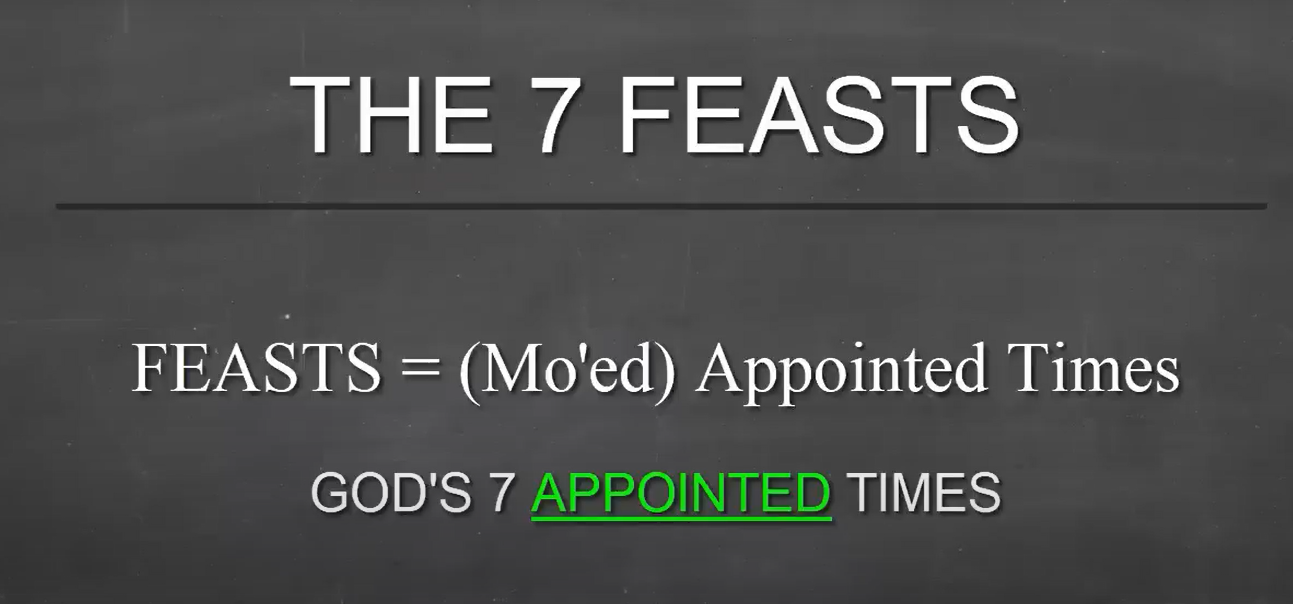 THE 7 FEASTS
FEASTS = (Mo'ed) Appointed Times
GOD'S 7 APPOINTED TIMES